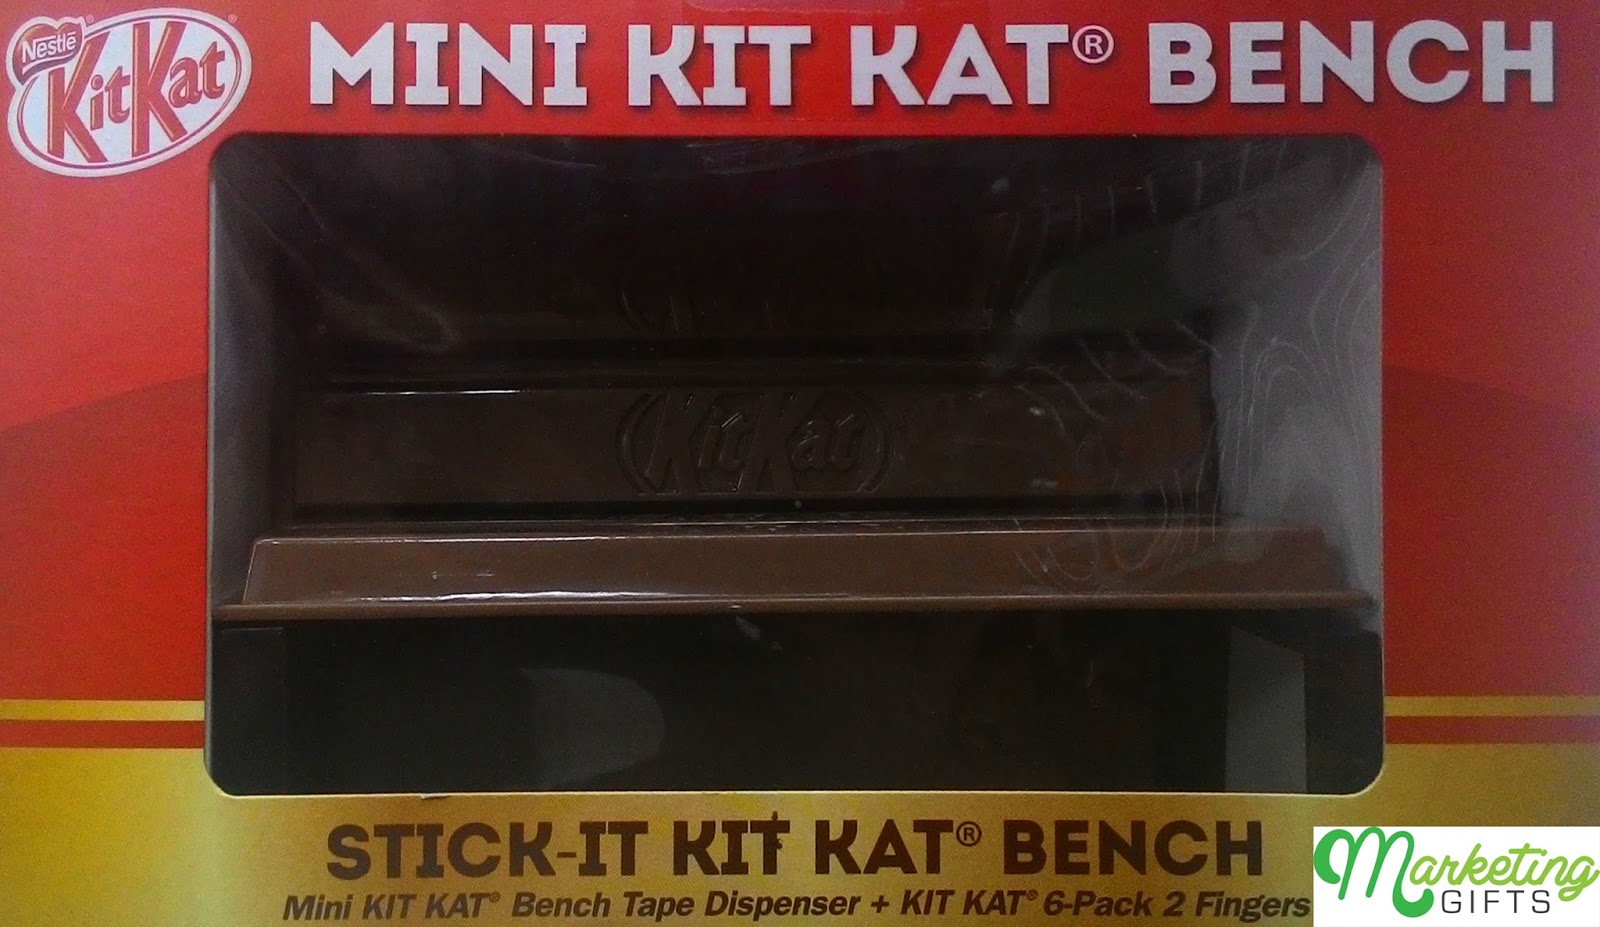 Nestlé
KitKat
MINI KIT KAT® BENCH
KitKat
STICK-IT KIT KAT® BENCH
Mini KIT KAT® Bench Tape Dispenser + KIT KAT® 6-Pack 2 Fingers
Marketing
GIFTS